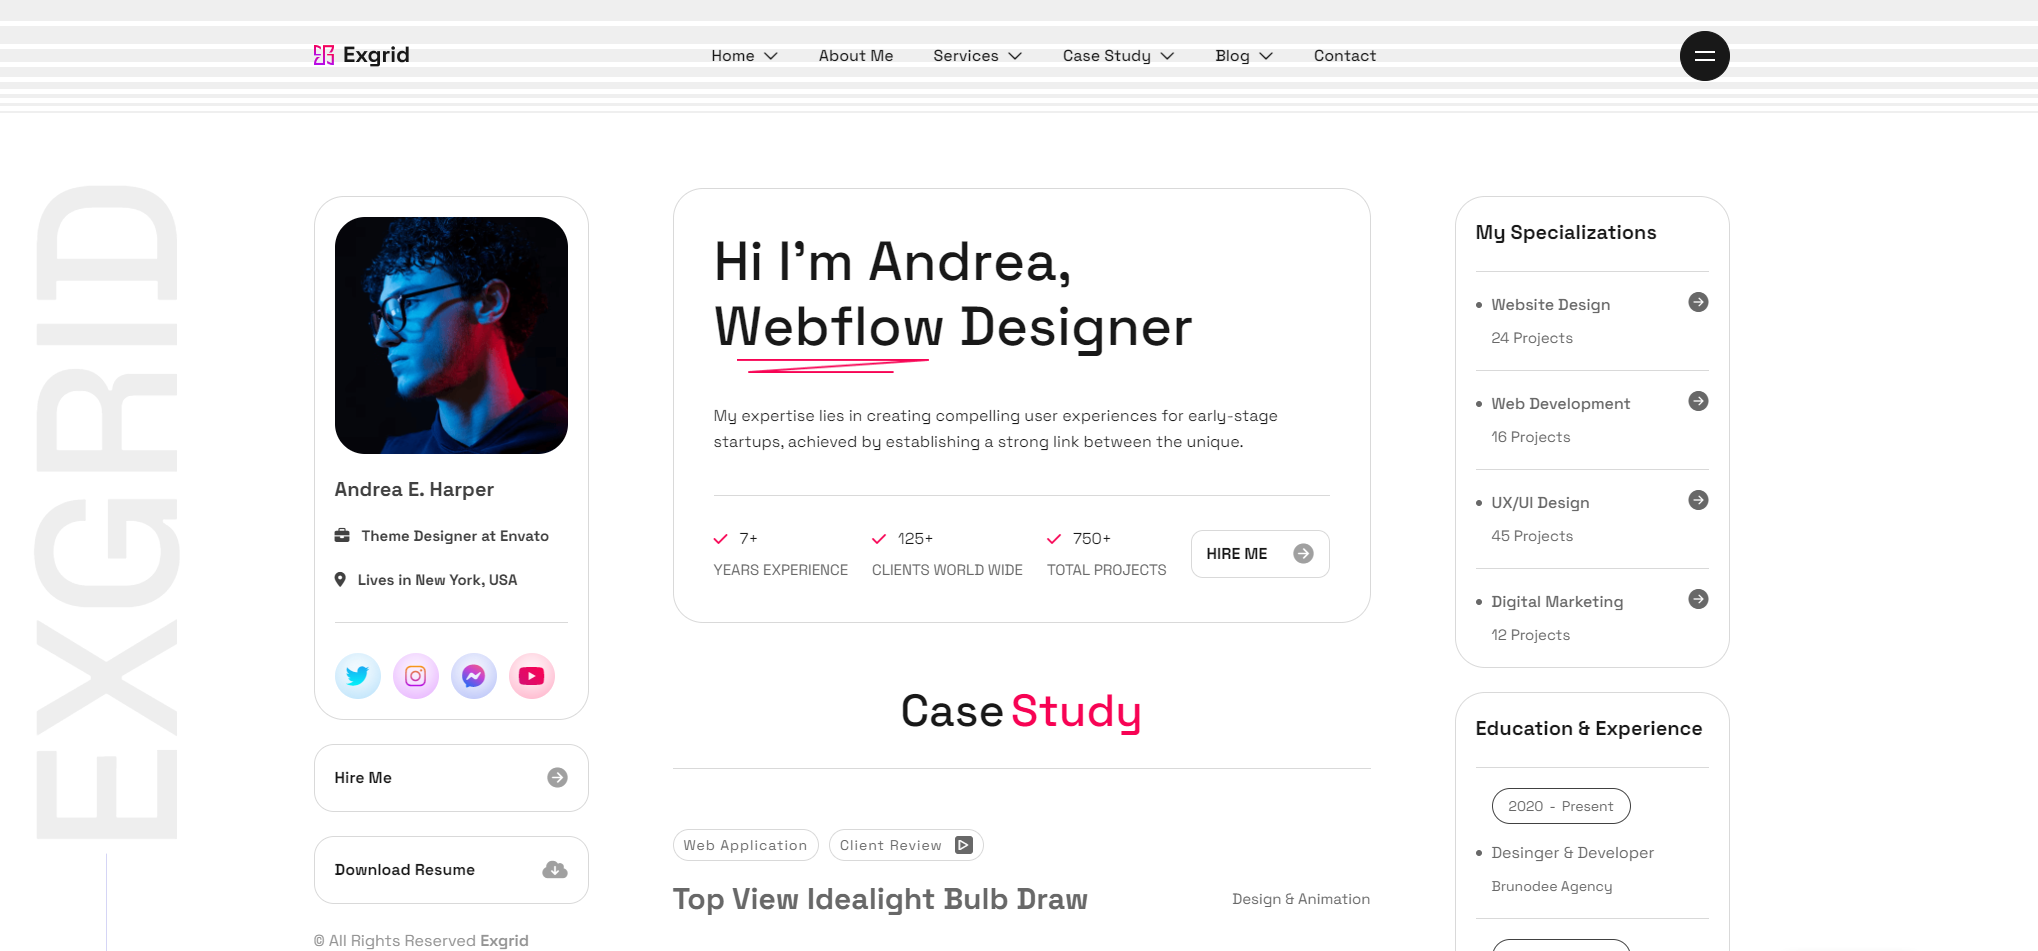 Exgrid
Home
About Me
Services
Case Study
Blog
Contact
EXGRID
Andrea E. Harper
Theme Designer at Envato
Lives in New York, USA
Hire Me
Download Resume
© All Rights Reserved Exgrid
Hi I'm Andrea,
Webflow Designer
My expertise lies in creating compelling user experiences for early-stage
startups, achieved by establishing a strong link between the unique.
7+
YEARS EXPERIENCE
125+
CLIENTS WORLD WIDE
750+
TOTAL PROJECTS
HIRE ME
Case Study
Web Application
Client Review
Top View Idealight Bulb Draw
Design & Animation
My Specializations
Website Design
24 Projects
Web Development
16 Projects
UX/UI Design
45 Projects
Digital Marketing
12 Projects
Education & Experience
2020 - Present
Desinger & Developer
Brunodee Agency